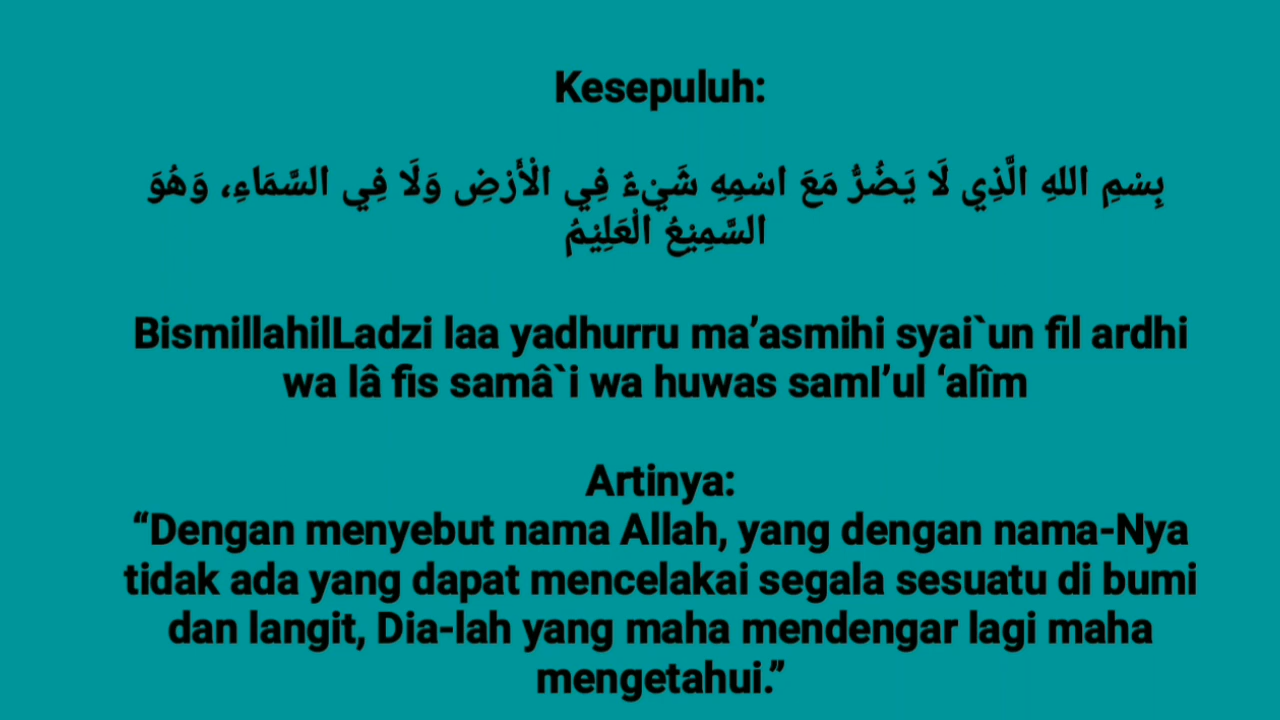 Kesepuluh:
بِسْمِ اللهِ الَّذِي لَا يَضُرُّ مَعَ اسْمِهِ شَيْءٌ فِي الْأَرْضِ وَلَا فِي السَّمَاءِ، وَهُوَ
السَّمِيْعُ الْعَلِيْمُ
BismillahilLadzi laa yadhurru ma’asmihi syai`un fil ardhi
wa lâ fis samâ`i wa huwas samI’ul ‘alîm
Artinya:
“Dengan menyebut nama Allah, yang dengan nama-Nya
tidak ada yang dapat mencelakai segala sesuatu di bumi
dan langit, Dia-lah yang maha mendengar lagi maha
mengetahui.”